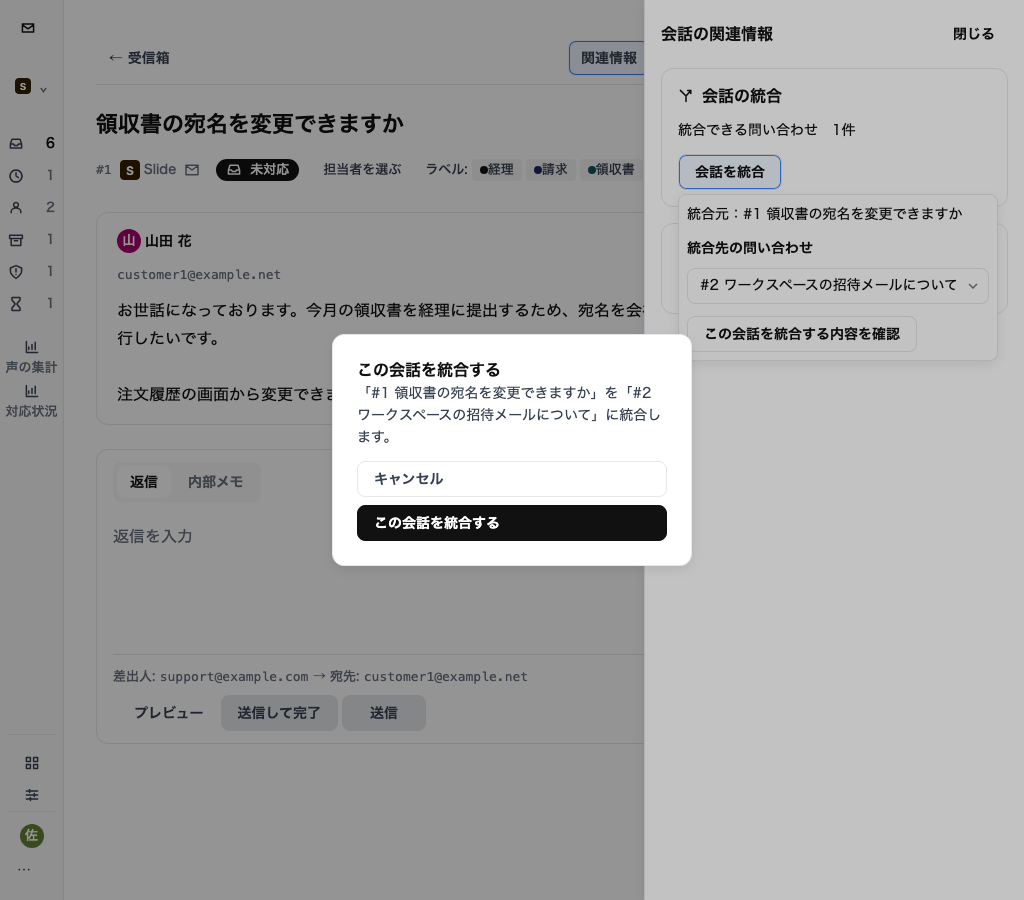 S
6
1
2
1
1
1
声の集計
対応状況
佐
…
← 受信箱
関連情報
領収書の宛名を変更できますか
#1 S Slide 未対応 担当者を選ぶ ラベル: 経理 請求 領収書
山 山田 花
customer1@example.net
お世話になっております。今月の領収書を経理に提出するため、宛名を会
行したいです。
注文履歴の画面から変更できま
返信 内部メモ
返信を入力
差出人: support@example.com → 宛先: customer1@example.net
プレビュー 送信して完了 送信
会話の関連情報 閉じる
会話の統合
統合できる問い合わせ 1件
会話を統合
統合元：#1 領収書の宛名を変更できますか
統合先の問い合わせ
#2 ワークスペースの招待メールについて
この会話を統合する内容を確認
この会話を統合する
「#1 領収書の宛名を変更できますか」を「#2
ワークスペースの招待メールについて」に統合し
ます。
キャンセル
この会話を統合する